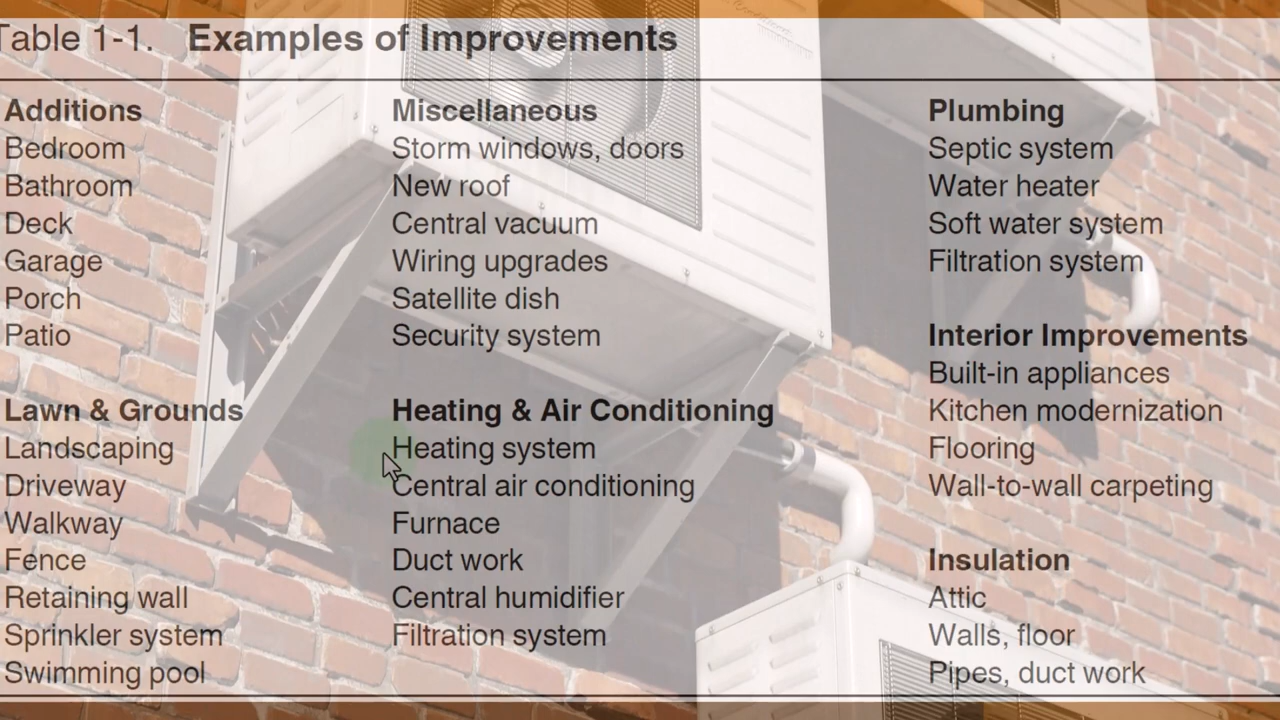 Table 1-1. Examples of Improvements
Additions
Bedroom
Bathroom
Deck
Garage
Porch
Patio
Lawn & Grounds
Landscaping
Driveway
Walkway
Fence
Retaining wall
Sprinkler system
Swimming pool
Miscellaneous
Storm windows, doors
New roof
Central vacuum
Wiring upgrades
Satellite dish
Security system
Heating & Air Conditioning
Heating system
Central air conditioning
Furnace
Duct work
Central humidifier
Filtration system
Plumbing
Septic system
Water heater
Soft water system
Filtration system
Interior Improvements
Built-in appliances
Kitchen modernization
Flooring
Wall-to-wall carpeting
Insulation
Attic
Walls, floor
Pipes, duct work